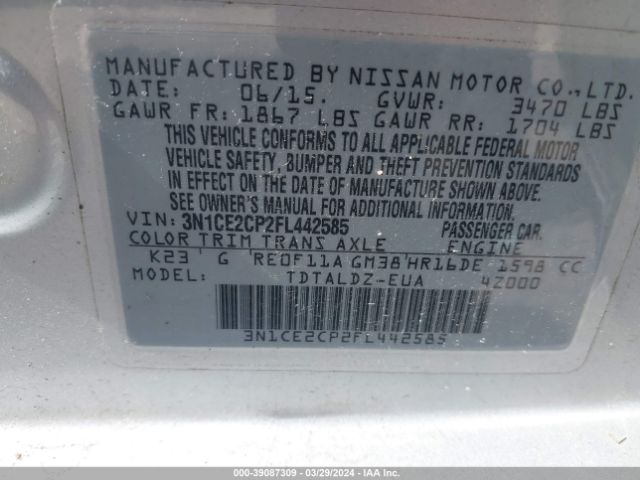 MANUFACTURED BY NISSAN MOTOR CO.,LTD.
DATE: 06/15. GVWR: 3470 LBS
GAWR FR: 1867 LBS GAWR RR: 1704 LBS
THIS VEHICLE CONFORMS TO ALL APPLICABLE FEDERAL MOTOR
VEHICLE SAFETY, BUMPER AND THEFT PREVENTION STANDARDS
IN EFFECT ON THE DATE OF MANUFACTURE SHOWN ABOVE.
SEE OWNER'S MANUAL FOR ADDITIONAL INFORMATION.
VIN: 3N1CE2CP2FL442585 PASSENGER CAR.
COLOR TRIM TRANS AXLE ENGINE
K23 G RE0F11A GM38 HR16DE 1598 CC
MODEL: TDTALDZ-EUA 4Z000
3N1CE2CP2FL442585
000-39087309 | 03/29/2024 - IAA, Inc.